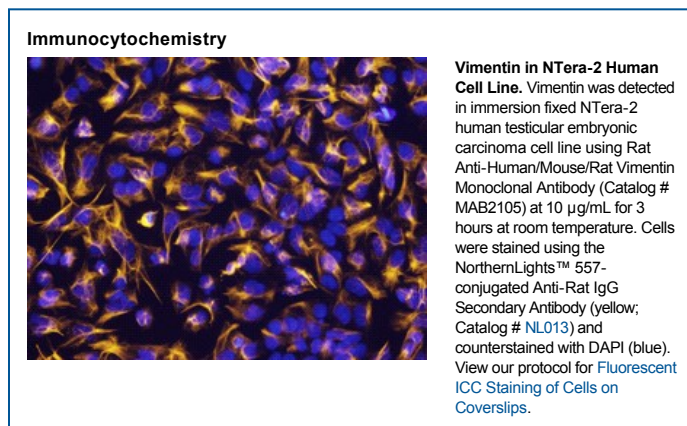 Immunocytochemistry
Vimentin in NTera-2 Human
Cell Line. Vimentin was detected
in immersion fixed NTera-2
human testicular embryonic
carcinoma cell line using Rat
Anti-Human/Mouse/Rat Vimentin
Monoclonal Antibody (Catalog #
MAB2105) at 10 µg/mL for 3
hours at room temperature. Cells
were stained using the
NorthernLights™ 557-
conjugated Anti-Rat IgG
Secondary Antibody (yellow;
Catalog # NL013) and
counterstained with DAPI (blue).
View our protocol for Fluorescent
ICC Staining of Cells on
Coverslips.